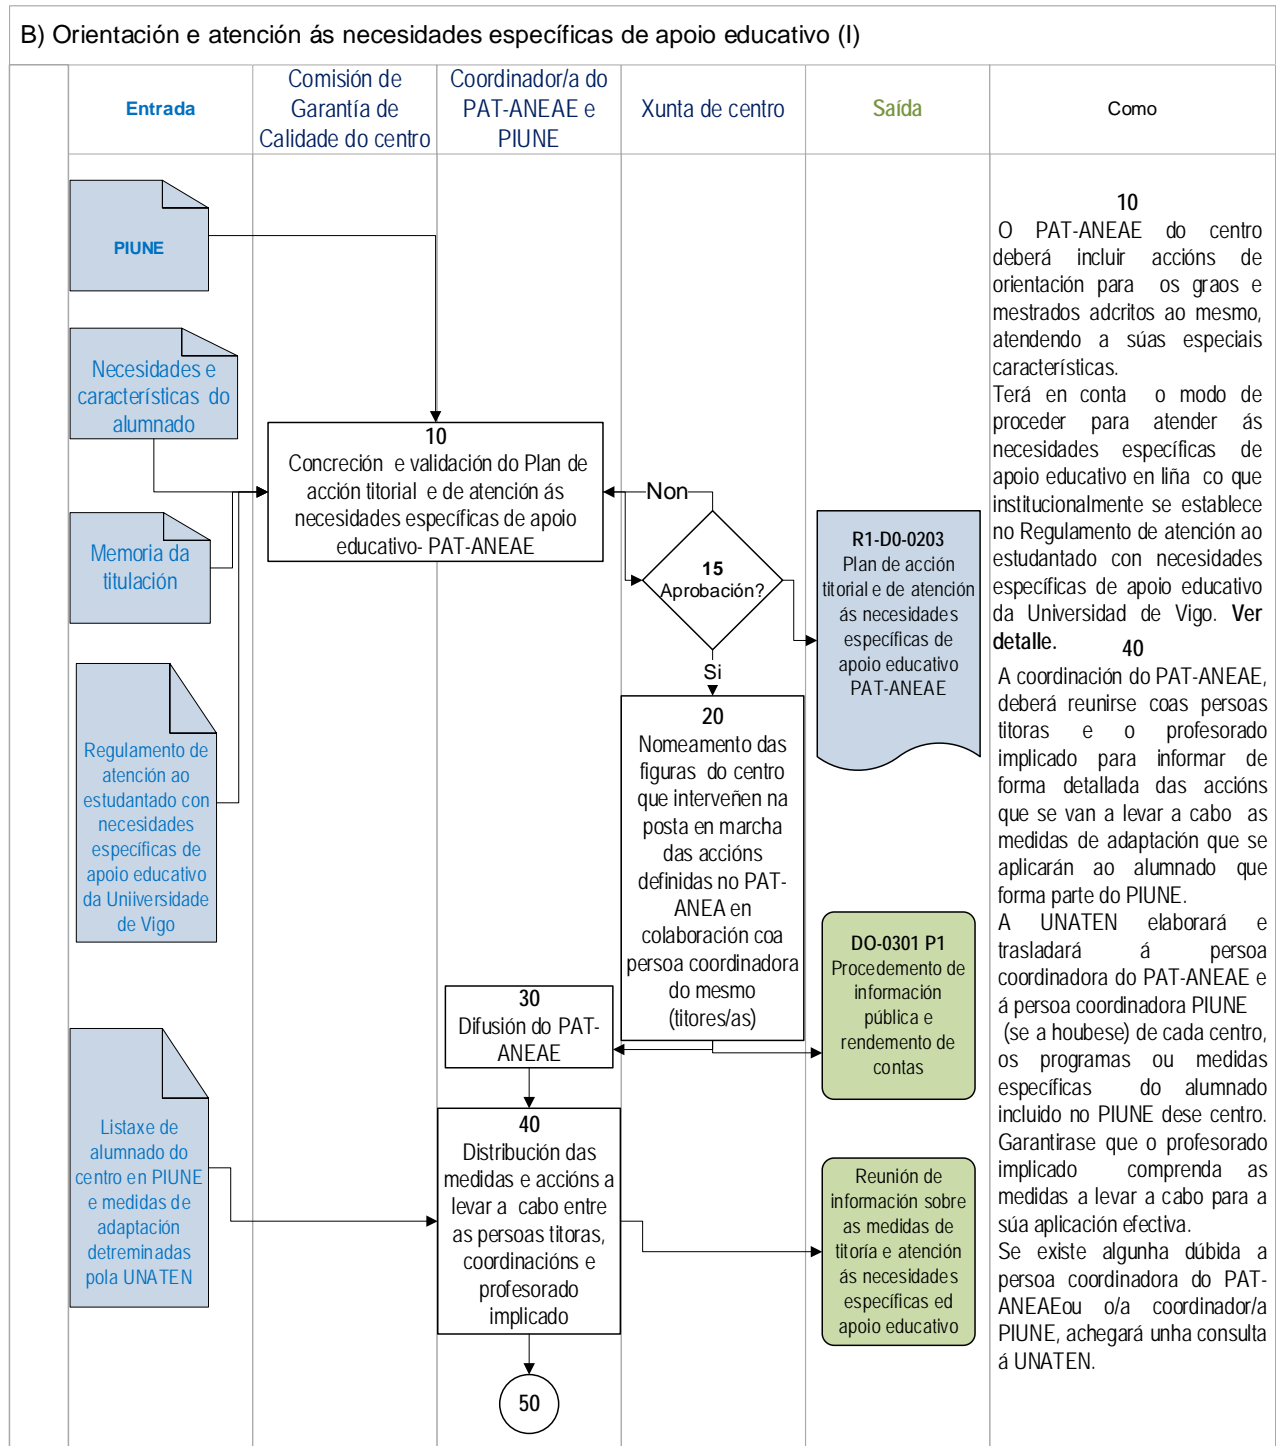 B) Orientación e atención ás necesidades específicas de apoio educativo (I)
Entrada
Comisión de
Garantía de
Calidade do centro
Coordinador/a do
PAT-ANEAE e
PIUNE
Xunta de centro
Saída
Como
PIUNE
Necesidades e
características do
alumnado
Memoria da
titulación
Regulamento de
atención ao
estudantado con
necesidades
específicas de
apoio educativo
da Uniiversidade
de Vigo
Listaxe de
alumnado do
centro en PIUNE
e medidas de
adaptación
detreminadas
pola UNATEN
10
Concreción e validación do Plan de
acción titorial e de atención ás
necesidades específicas de apoio
educativo- PAT-ANEAE
Non
15
Aprobación?
Si
20
Nomeamento das
figuras do centro
que interveñen na
posta en marcha
das accións
definidas no PAT-
ANEA en
colaboración coa
persoa coordinadora
do mesmo
(titores/as)
30
Difusión do PAT-
ANEAE
40
Distribución das
medidas e accións a
levar a cabo entre
as persoas titoras,
coordinacións e
profesorado
implicado
50
R1-D0-0203
Plan de acción
titorial e de atención
ás necesidades
específicas de
apoio educativo
PAT-ANEAE
DO-0301 P1
Procedemento de
información
pública e
rendemento de
contas
Reunión de
información sobre
as medidas de
titoría e atención
ás necesidades
específicas ed
apoio educativo
10
O PAT-ANEAE do centro
deberá incluir accións de
orientación para os graos e
mestrados adcritos ao mesmo,
atendendo a súas especiais
características.
Terá en conta o modo de
proceder para atender ás
necesidades específicas de
apoio educativo en liña co que
institucionalmente se establece
no Regulamento de atención ao
estudantado con necesidades
específicas de apoio educativo
da Universidad de Vigo. Ver
detalle.
40
A coordinación do PAT-ANEAE,
deberá reunirse coas persoas
titoras e o profesorado
implicado para informar de
forma detallada das accións
que se van a levar a cabo as
medidas de adaptación que se
aplicarán ao alumnado que
forma parte do PIUNE.
A UNATEN elaborará e
trasladará á persoa
coordinadora do PAT-ANEAE e
á persoa coordinadora PIUNE
(se a houbese) de cada centro,
os programas ou medidas
específicas do alumnado
incluido no PIUNE dese centro.
Garantirase que o profesorado
implicado comprenda as
medidas a levar a cabo para a
súa aplicación efectiva.
Se existe algunha dúbida a
persoa coordinadora do PAT-
ANEAEou o/a coordinador/a
PIUNE, achegará unha consulta
á UNATEN.